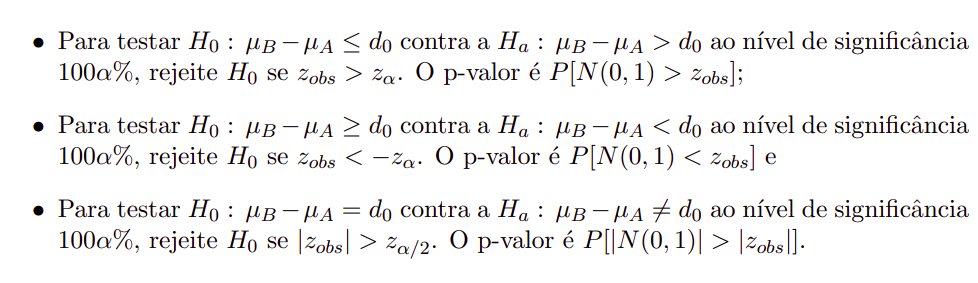 • Para testar H₀ : μ_B − μ_A ≤ d₀ contra a H_a : μ_B − μ_A > d₀ ao nível de significância
100α%, rejeite H₀ se z_obs > z_α. O p-valor é P[N(0, 1) > z_obs];
• Para testar H₀ : μ_B − μ_A ≥ d₀ contra a H_a : μ_B − μ_A < d₀ ao nível de significância
100α%, rejeite H₀ se z_obs < −z_α. O p-valor é P[N(0, 1) < z_obs] e
• Para testar H₀ : μ_B − μ_A = d₀ contra a H_a : μ_B − μ_A ≠ d₀ ao nível de significância
100α%, rejeite H₀ se |z_obs| > z_α/2. O p-valor é P[|N(0, 1)| > |z_obs|].